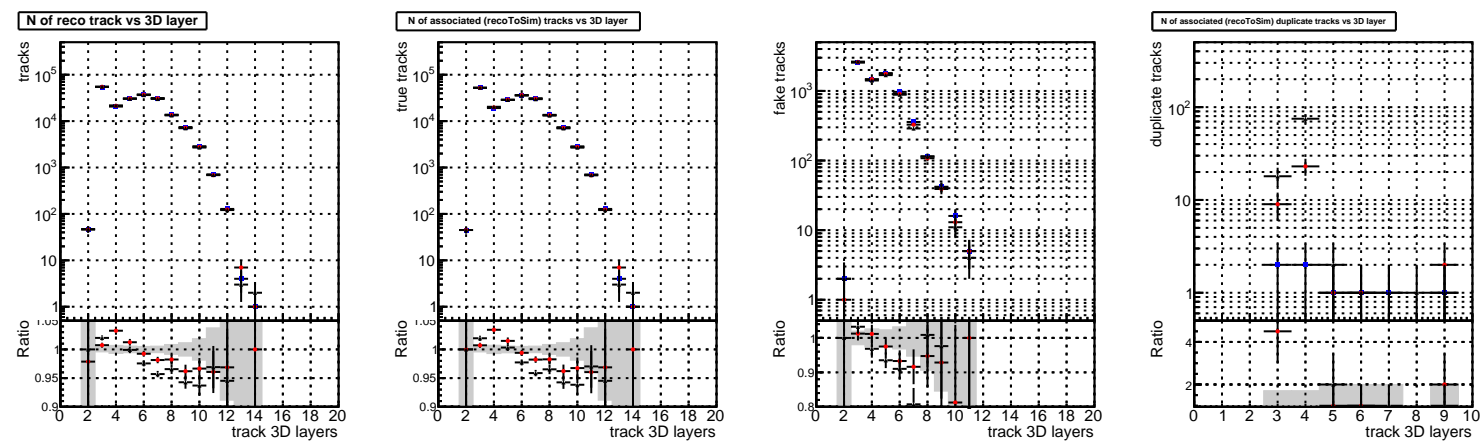 N of reco track vs 3D layer
tracks
10^5
10^4
10^3
10^2
10
1
Ratio
1.05
1
0.95
0.9
0 2 4 6 8 10 12 14 16 18 20
track 3D layers
N of associated (recoToSim) tracks vs 3D layer
true tracks
10^5
10^4
10^3
10^2
10
1
Ratio
1.05
1
0.95
0.9
0 2 4 6 8 10 12 14 16 18 20
track 3D layers
fake tracks
10^3
10^2
10
1
Ratio
1
0.9
0.8
0 2 4 6 8 10 12 14 16 18 20
track 3D layers
N of associated (recoToSim) duplicate tracks vs 3D layer
duplicate tracks
10^2
10
1
Ratio
4
2
0 1 2 3 4 5 6 7 8 9 10
track 3D layers